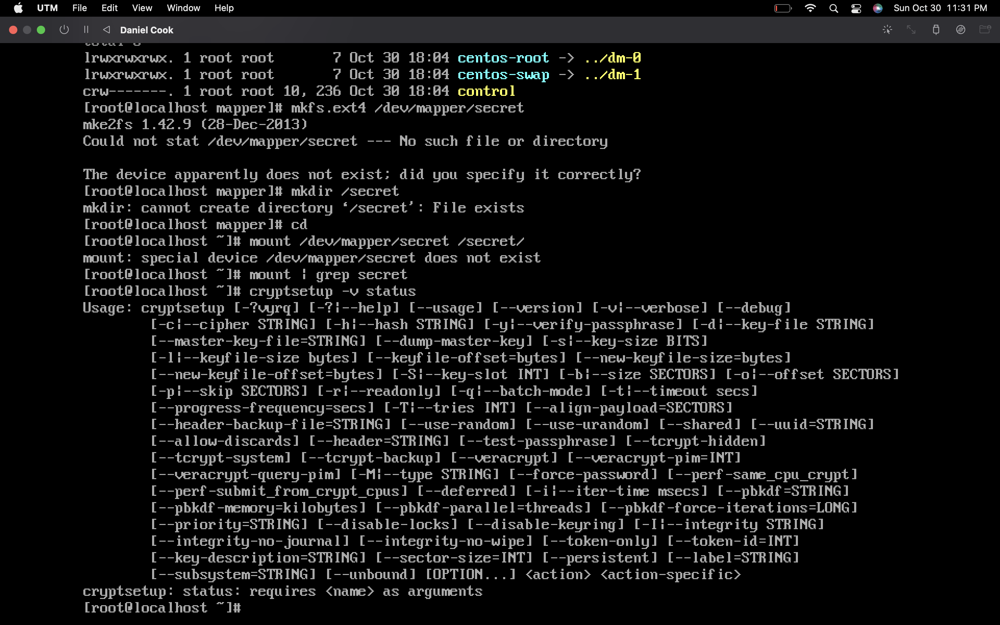 UTM File Edit View Window Help Sun Oct 30 11:31 PM
Daniel Cook
total 0
lrwxrwxrwx. 1 root root       7 Oct 30 18:04 centos-root -> ../dm-0
lrwxrwxrwx. 1 root root       7 Oct 30 18:04 centos-swap -> ../dm-1
crw-------. 1 root root 10, 236 Oct 30 18:04 control
[root@localhost mapper]# mkfs.ext4 /dev/mapper/secret
mke2fs 1.42.9 (28-Dec-2013)
Could not stat /dev/mapper/secret --- No such file or directory

The device apparently does not exist; did you specify it correctly?
[root@localhost mapper]# mkdir /secret
mkdir: cannot create directory ‘/secret’: File exists
[root@localhost mapper]# cd
[root@localhost ~]# mount /dev/mapper/secret /secret/
mount: special device /dev/mapper/secret does not exist
[root@localhost ~]# mount | grep secret
[root@localhost ~]# cryptsetup -v status
Usage: cryptsetup [-?vyrq] [-?|--help] [--usage] [--version] [-v|--verbose] [--debug]
        [-c|--cipher STRING] [-h|--hash STRING] [-y|--verify-passphrase] [-d|--key-file STRING]
        [--master-key-file=STRING] [--dump-master-key] [-s|--key-size BITS]
        [-l|--keyfile-size bytes] [--keyfile-offset=bytes] [--new-keyfile-size=bytes]
        [--new-keyfile-offset=bytes] [-S|--key-slot INT] [-b|--size SECTORS] [-o|--offset SECTORS]
        [-p|--skip SECTORS] [-r|--readonly] [-q|--batch-mode] [-t|--timeout secs]
        [--progress-frequency=secs] [-T|--tries INT] [--align-payload=SECTORS]
        [--header-backup-file=STRING] [--use-random] [--use-urandom] [--shared] [--uuid=STRING]
        [--allow-discards] [--header=STRING] [--test-passphrase] [--tcrypt-hidden]
        [--tcrypt-system] [--tcrypt-backup] [--veracrypt] [--veracrypt-pim=INT]
        [--veracrypt-query-pim] [-M|--type STRING] [--force-password] [--perf-same_cpu_crypt]
        [--perf-submit_from_crypt_cpus] [--deferred] [-i|--iter-time msecs] [--pbkdf=STRING]
        [--pbkdf-memory=kilobytes] [--pbkdf-parallel=threads] [--pbkdf-force-iterations=LONG]
        [--priority=STRING] [--disable-locks] [--disable-keyring] [-I|--integrity STRING]
        [--integrity-no-journal] [--integrity-no-wipe] [--token-only] [--token-id=INT]
        [--key-description=STRING] [--sector-size=INT] [--persistent] [--label=STRING]
        [--subsystem=STRING] [--unbound] [OPTION...] <action> <action-specific>
cryptsetup: status: requires <name> as arguments
[root@localhost ~]#